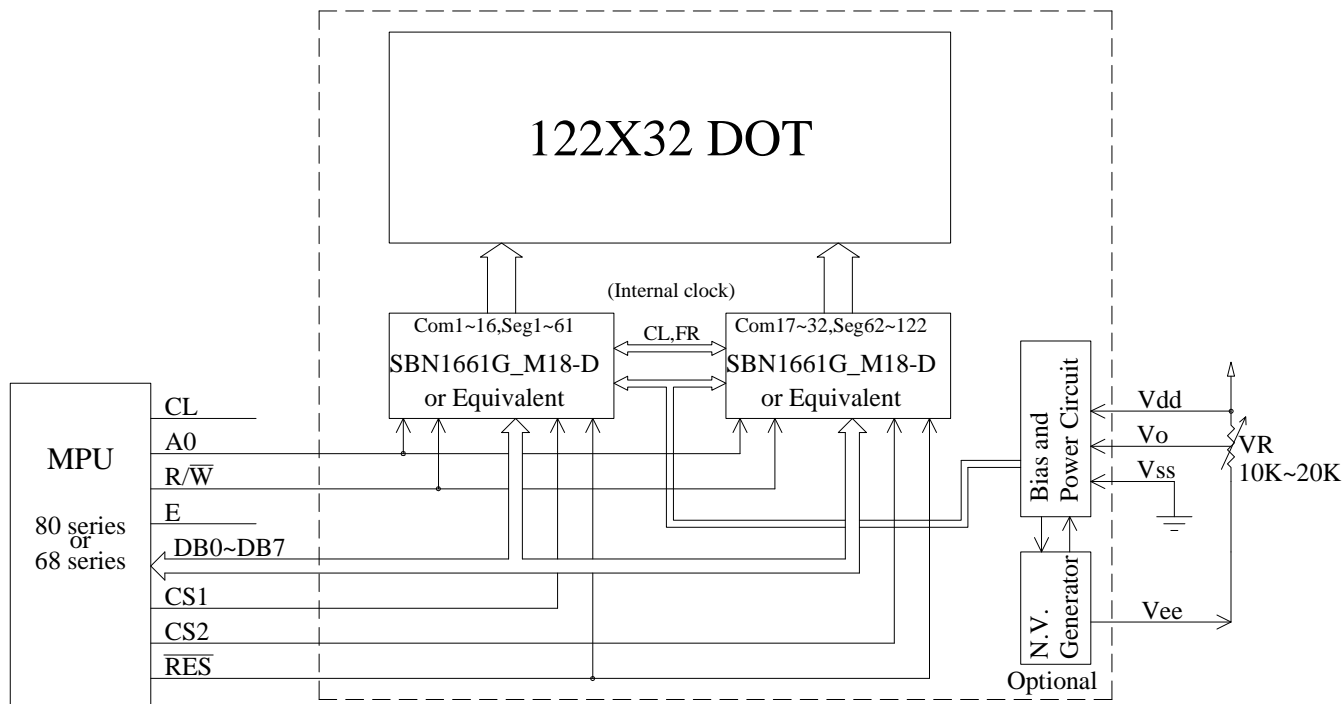 122X32 DOT
(Internal clock)
Com1~16,Seg1~61
SBN1661G_M18-D
or Equivalent
CL,FR
Com17~32,Seg62~122
SBN1661G_M18-D
or Equivalent
MPU
80 series
or
68 series
CL
A0
R/W̅
E
DB0~DB7
CS1
CS2
R̅E̅S̅
Bias and
Power Circuit
N.V.
Generator
Optional
Vdd
Vo
Vss
Vee
VR
10K~20K